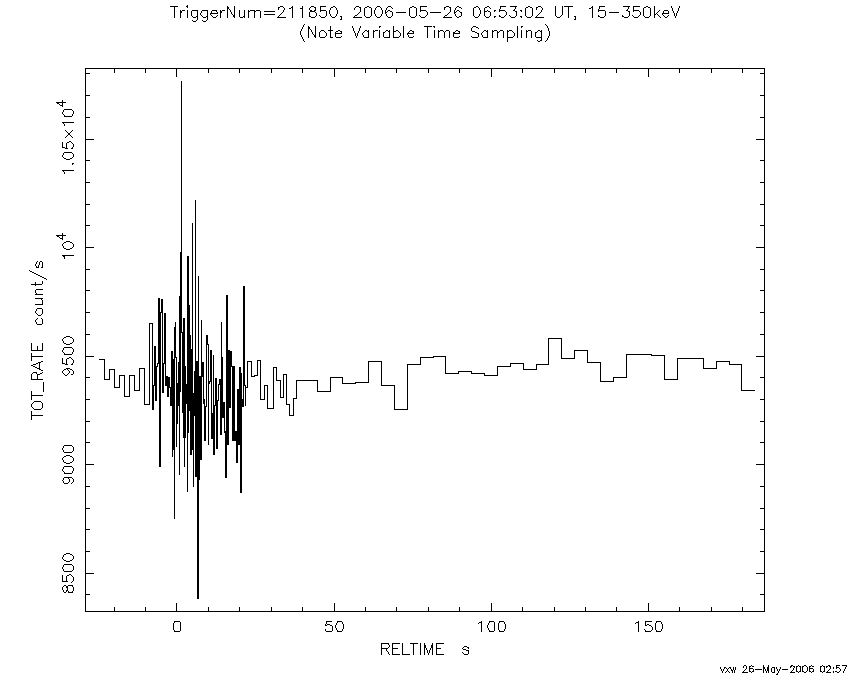 TriggerNum=211850, 2006-05-26 06:53:02 UT, 15-350keV
(Note Variable Time Sampling)
TOT_RATE count/s
1.05×10⁴
10⁴
9500
9000
8500
0 50 100 150
RELTIME s
vxw 26-May-2006 02:57